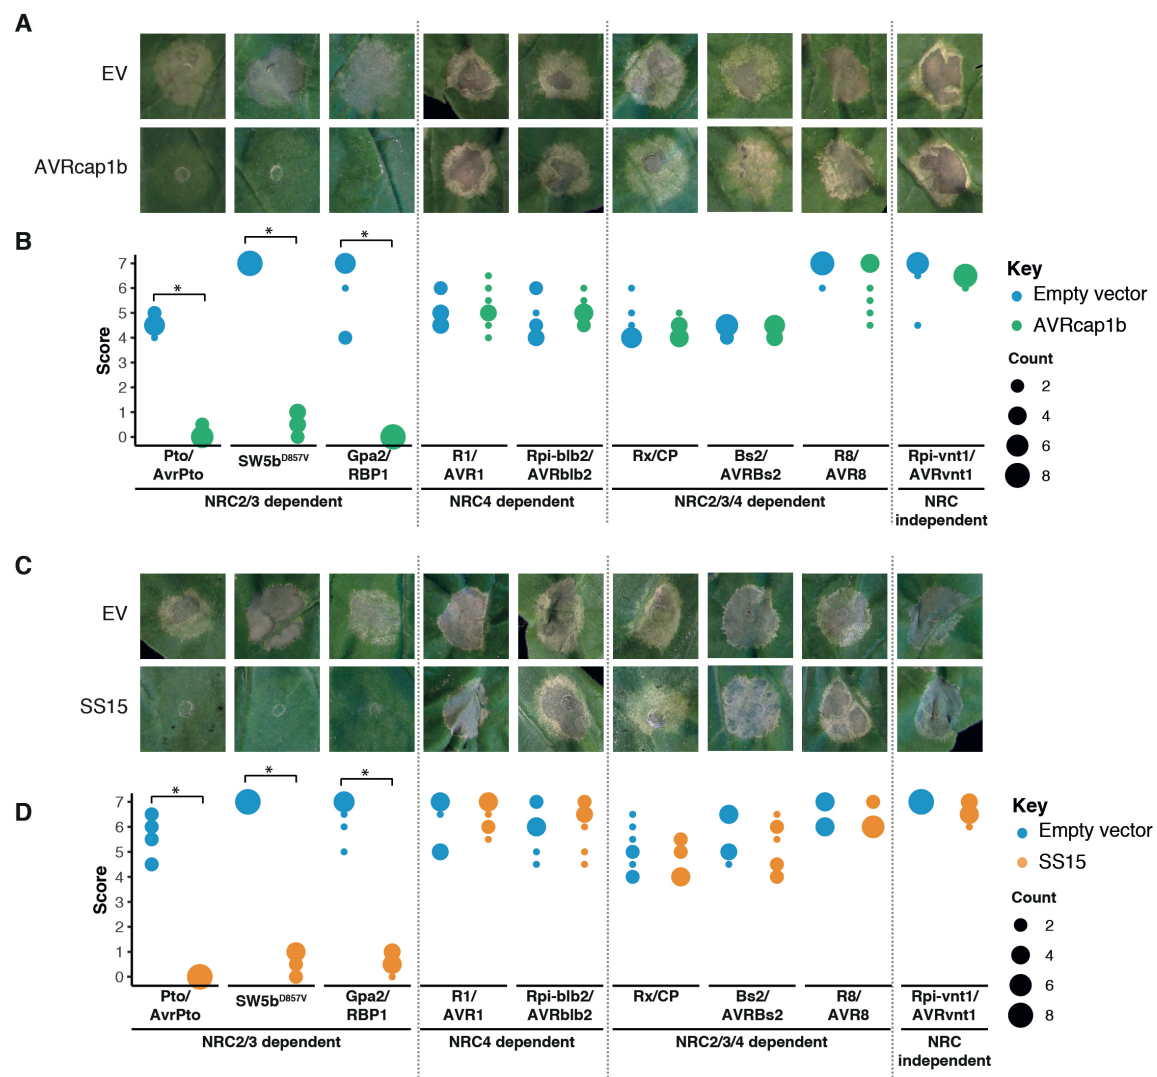 A
EV
AVRcap1b
B
* * *
Score
7
6
5
4
3
2
1
0
Pto/
AvrPto
SW5bD857V
Gpa2/
RBP1
R1/
AVR1
Rpi-blb2/
AVRblb2
Rx/CP
Bs2/
AVRBs2
R8/
AVR8
Rpi-vnt1/
AVRvnt1
NRC2/3 dependent
NRC4 dependent
NRC2/3/4 dependent
NRC
independent
Key
Empty vector
AVRcap1b
Count
2
4
6
8
C
EV
SS15
D
* * *
Score
7
6
5
4
3
2
1
0
Pto/
AvrPto
SW5bD857V
Gpa2/
RBP1
R1/
AVR1
Rpi-blb2/
AVRblb2
Rx/CP
Bs2/
AVRBs2
R8/
AVR8
Rpi-vnt1/
AVRvnt1
NRC2/3 dependent
NRC4 dependent
NRC2/3/4 dependent
NRC
independent
Key
Empty vector
SS15
Count
2
4
6
8